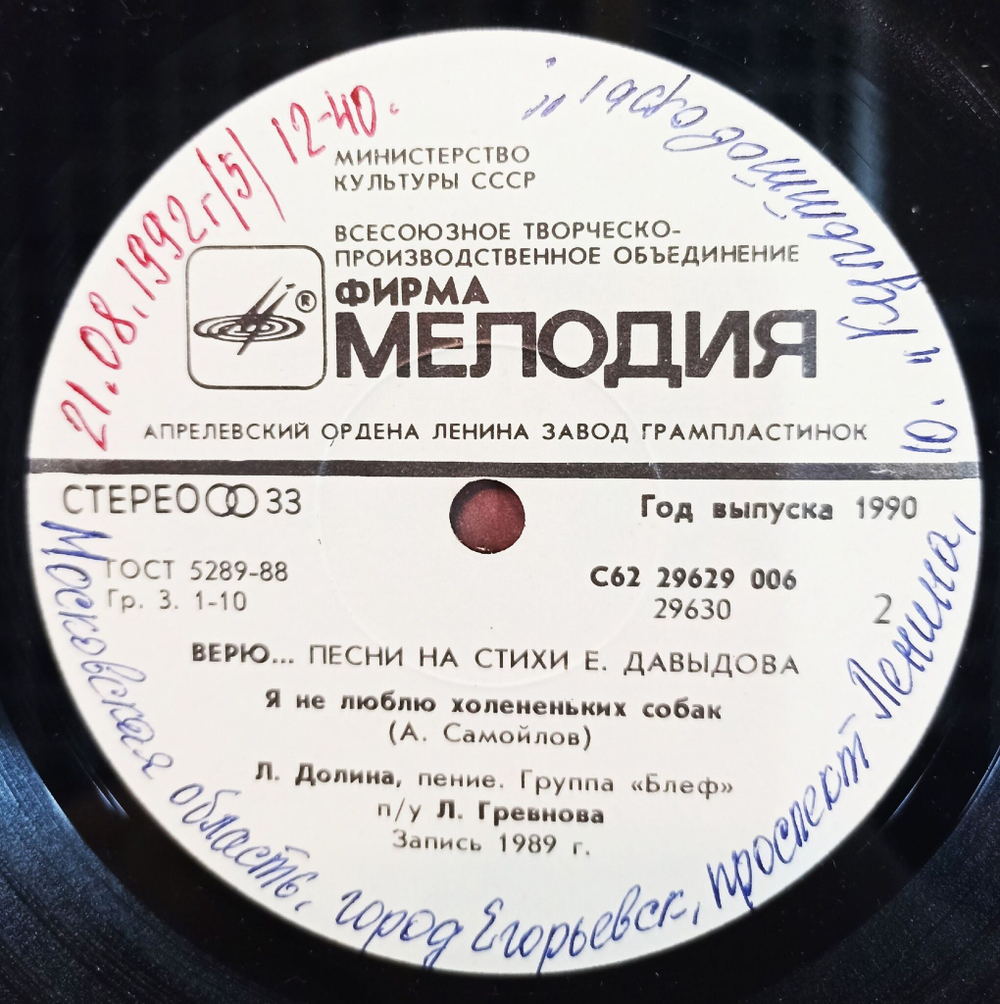 21.08.1992 г /5/ 12-40.
МИНИСТЕРСТВО
КУЛЬТУРЫ СССР
ВСЕСОЮЗНОЕ ТВОРЧЕСКО-
ПРОИЗВОДСТВЕННОЕ ОБЪЕДИНЕНИЕ
®
ФИРМА
МЕЛОДИЯ
АПРЕЛЕВСКИЙ ОРДЕНА ЛЕНИНА ЗАВОД ГРАМПЛАСТИНОК
СТЕРЕО 33
Год выпуска 1990
ГОСТ 5289-88
Гр. 3. 1-10
С62 29629 006
29630
2
ВЕРЮ... ПЕСНИ НА СТИХИ Е. ДАВЫДОВА
Я не люблю холененьких собак
(А. Самойлов)
Л. Долина, пение. Группа «Блеф»
п/у Л. Гревнова
Запись 1989 г.
Московская область, город Егорьевск, проспект Ленина,
10. "Культтовары".